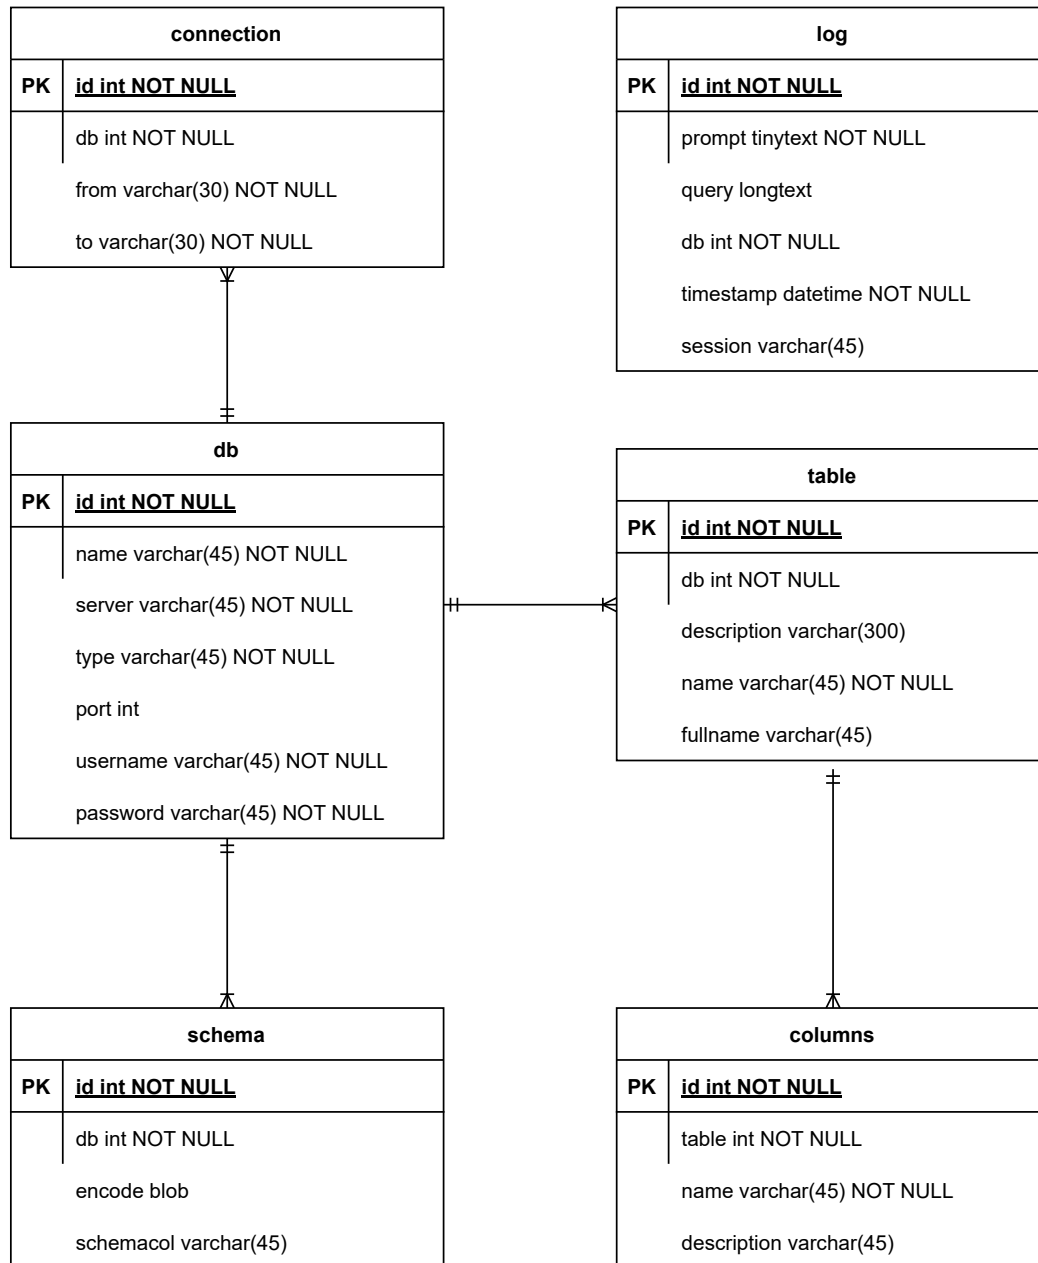 connection
PK id int NOT NULL
db int NOT NULL
from varchar(30) NOT NULL
to varchar(30) NOT NULL
log
PK id int NOT NULL
prompt tinytext NOT NULL
query longtext
db int NOT NULL
timestamp datetime NOT NULL
session varchar(45)
db
PK id int NOT NULL
name varchar(45) NOT NULL
server varchar(45) NOT NULL
type varchar(45) NOT NULL
port int
username varchar(45) NOT NULL
password varchar(45) NOT NULL
table
PK id int NOT NULL
db int NOT NULL
description varchar(300)
name varchar(45) NOT NULL
fullname varchar(45)
schema
PK id int NOT NULL
db int NOT NULL
encode blob
schemacol varchar(45)
columns
PK id int NOT NULL
table int NOT NULL
name varchar(45) NOT NULL
description varchar(45)